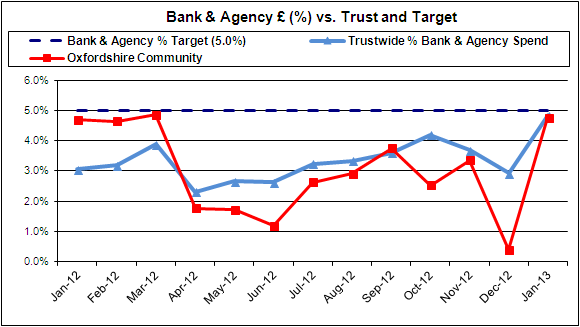 Bank & Agency £ (%) vs. Trust and Target
Bank & Agency % Target (5.0%)
Trustwide % Bank & Agency Spend
Oxfordshire Community
6.0%
5.0%
4.0%
3.0%
2.0%
1.0%
0.0%
Jan-12
Feb-12
Mar-12
Apr-12
May-12
Jun-12
Jul-12
Aug-12
Sep-12
Oct-12
Nov-12
Dec-12
Jan-13